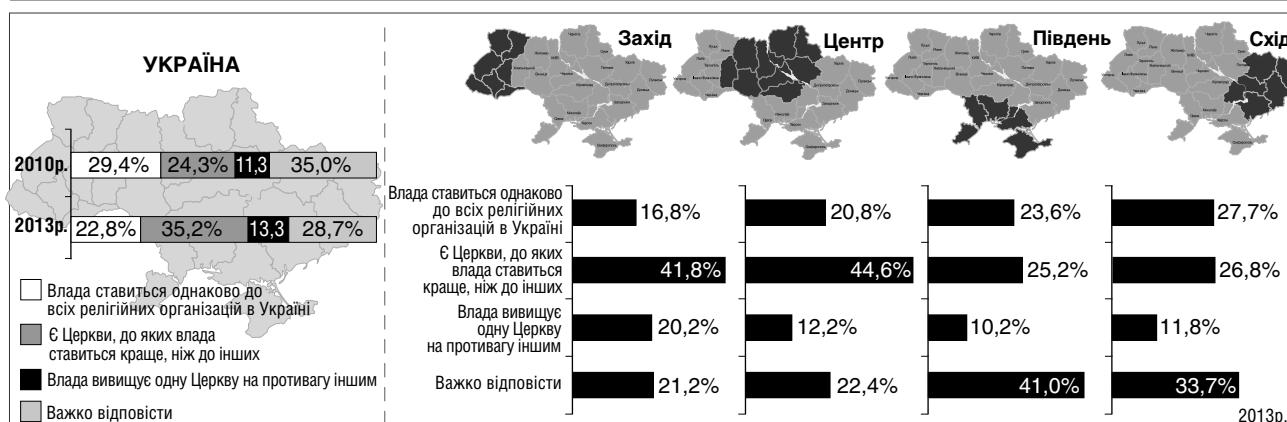 УКРАЇНА
2010р.
29,4% 24,3% 11,3 35,0%
2013р.
22,8% 35,2% 13,3 28,7%
Влада ставиться однаково до
всіх релігійних організацій в Україні
Є Церкви, до яких влада
ставиться краще, ніж до інших
Влада вивищує одну Церкву на противагу іншим
Важко відповісти
Захід
Центр
Південь
Схід
Влада ставиться однаково
до всіх релігійних
організацій в Україні
16,8% 20,8% 23,6% 27,7%
Є Церкви, до яких
влада ставиться
краще, ніж до інших
41,8% 44,6% 25,2% 26,8%
Влада вивищує
одну Церкву
на противагу іншим
20,2% 12,2% 10,2% 11,8%
Важко відповісти
21,2% 22,4% 41,0% 33,7%
2013р.